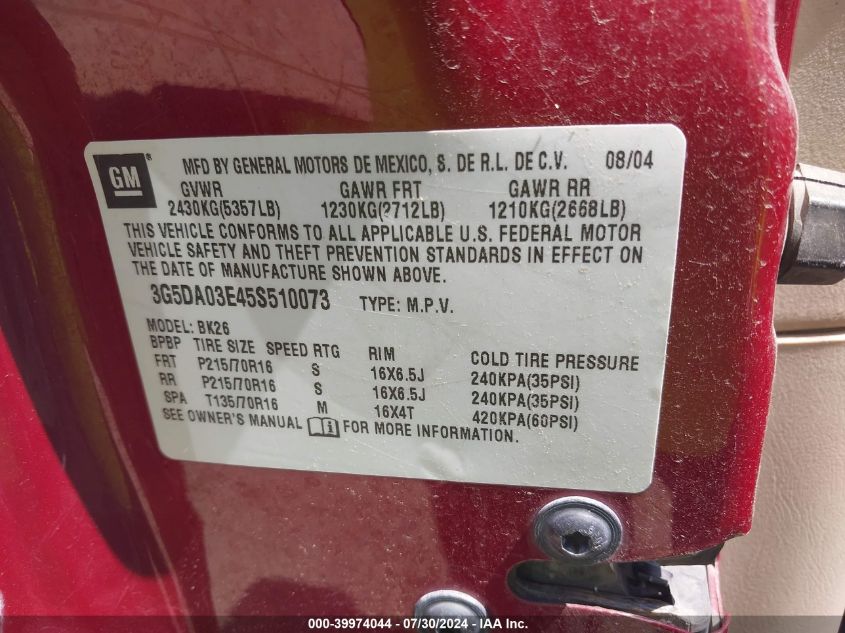 GM® MFD BY GENERAL MOTORS DE MEXICO, S. DE R.L. DE C.V. 08/04
GVWR GAWR FRT GAWR RR
2430KG(5357LB) 1230KG(2712LB) 1210KG(2668LB)
THIS VEHICLE CONFORMS TO ALL APPLICABLE U.S. FEDERAL MOTOR
VEHICLE SAFETY AND THEFT PREVENTION STANDARDS IN EFFECT ON
THE DATE OF MANUFACTURE SHOWN ABOVE.
3G5DA03E45S510073 TYPE: M.P.V.
MODEL: BK26
BPBP TIRE SIZE SPEED RTG RIM COLD TIRE PRESSURE
FRT P215/70R16 S 16X6.5J 240KPA(35PSI)
RR P215/70R16 S 16X6.5J 240KPA(35PSI)
SPA T135/70R16 M 16X4T 420KPA(60PSI)
SEE OWNER'S MANUAL FOR MORE INFORMATION.
000-39974044 / 07/30/2024 - IAA Inc.